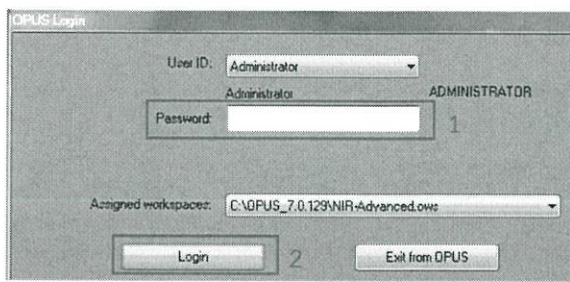 OPUS Login
User ID: Administrator
Administrator ADMINISTRATOR
Password: 1
Assigned workspaces: C:\OPUS_7.0.129\NIR-Advanced.ows
Login 2 Exit from OPUS